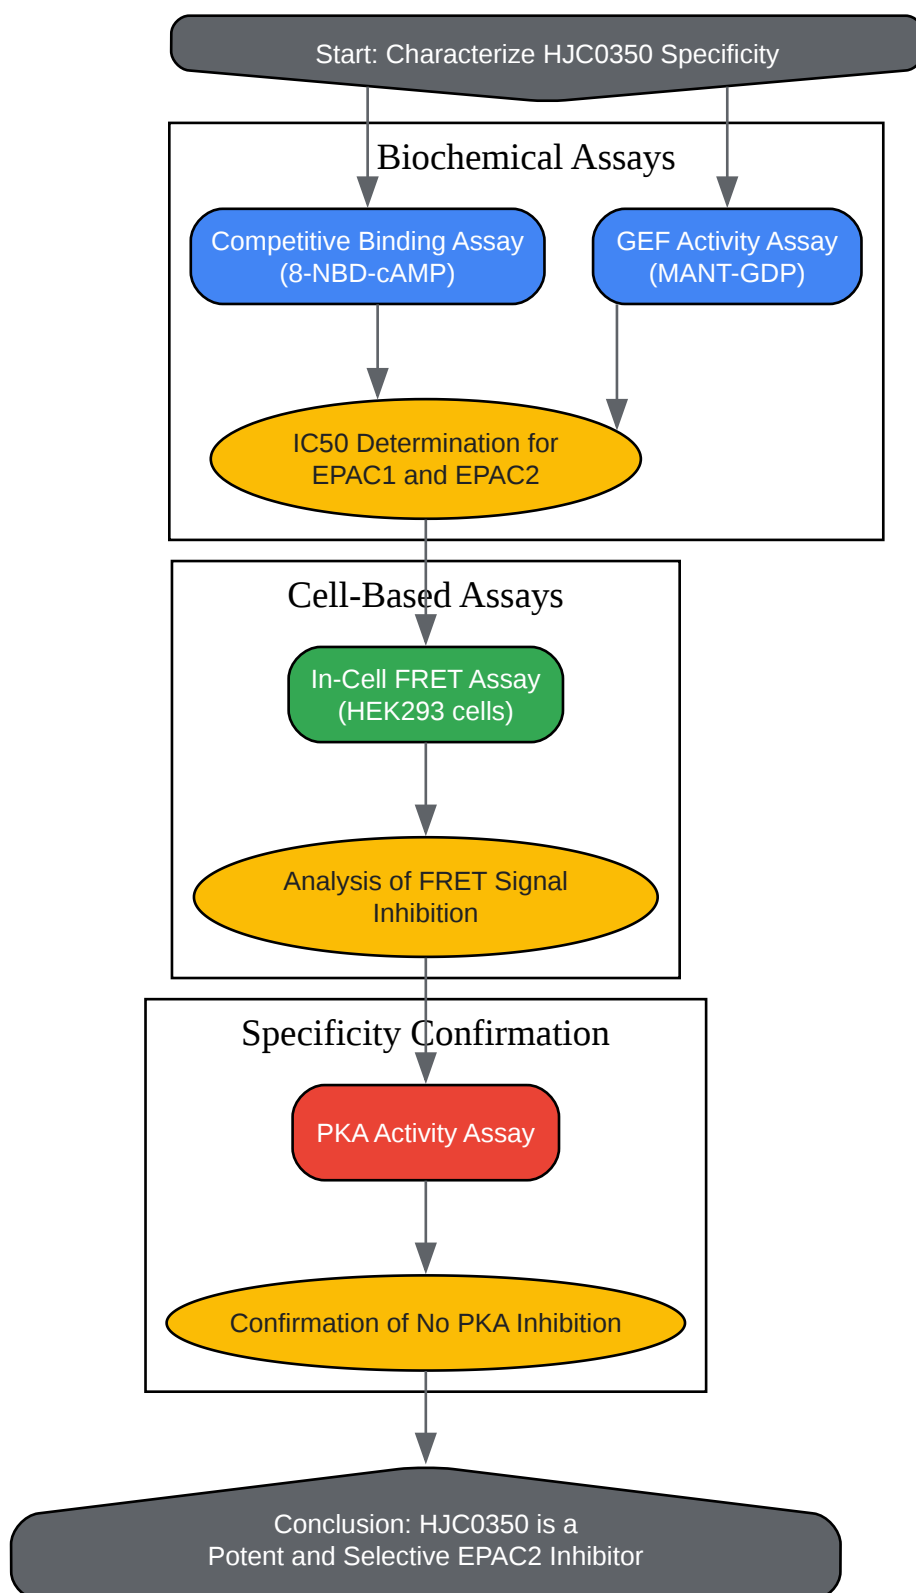 Start: Characterize HJC0350 Specificity
Biochemical Assays
Competitive Binding Assay
(8-NBD-cAMP)
GEF Activity Assay
(MANT-GDP)
IC50 Determination for
EPAC1 and EPAC2
Cell-Based Assays
In-Cell FRET Assay
(HEK293 cells)
Analysis of FRET Signal
Inhibition
Specificity Confirmation
PKA Activity Assay
Confirmation of No PKA Inhibition
Conclusion: HJC0350 is a
Potent and Selective EPAC2 Inhibitor